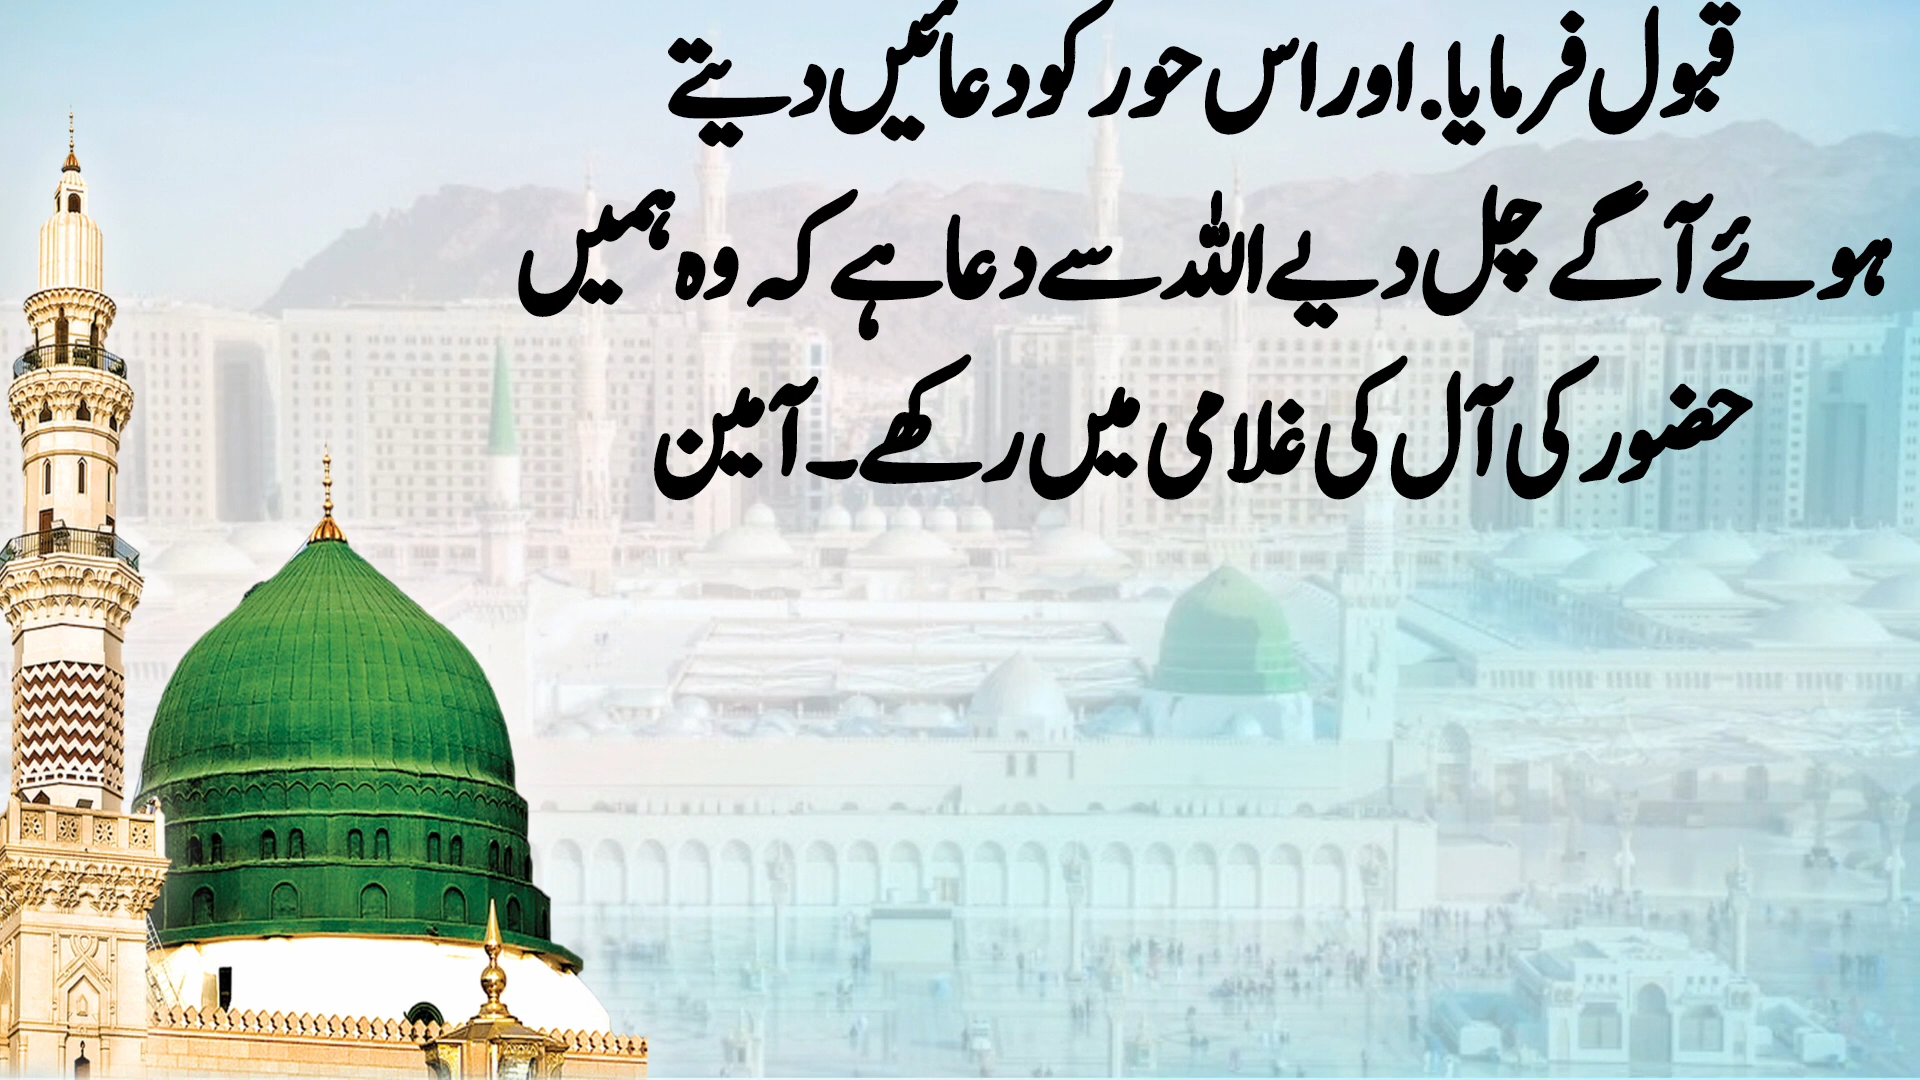 قبول فرمایا. اور اس حور کو دعائیں دیتے
ہوئے آگے چل دیے اللہ سے دعا ہے کہ وہ ہمیں
حضور کی آل کی غلامی میں رکھے۔ آمین